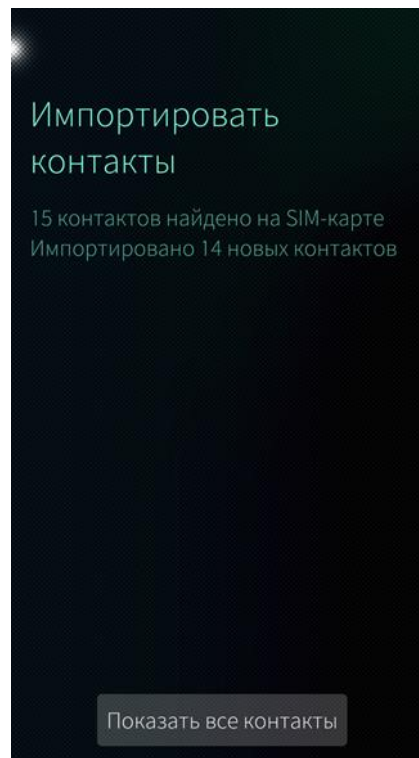 Импортировать
контакты
15 контактов найдено на SIM-карте
Импортировано 14 новых контактов
Показать все контакты